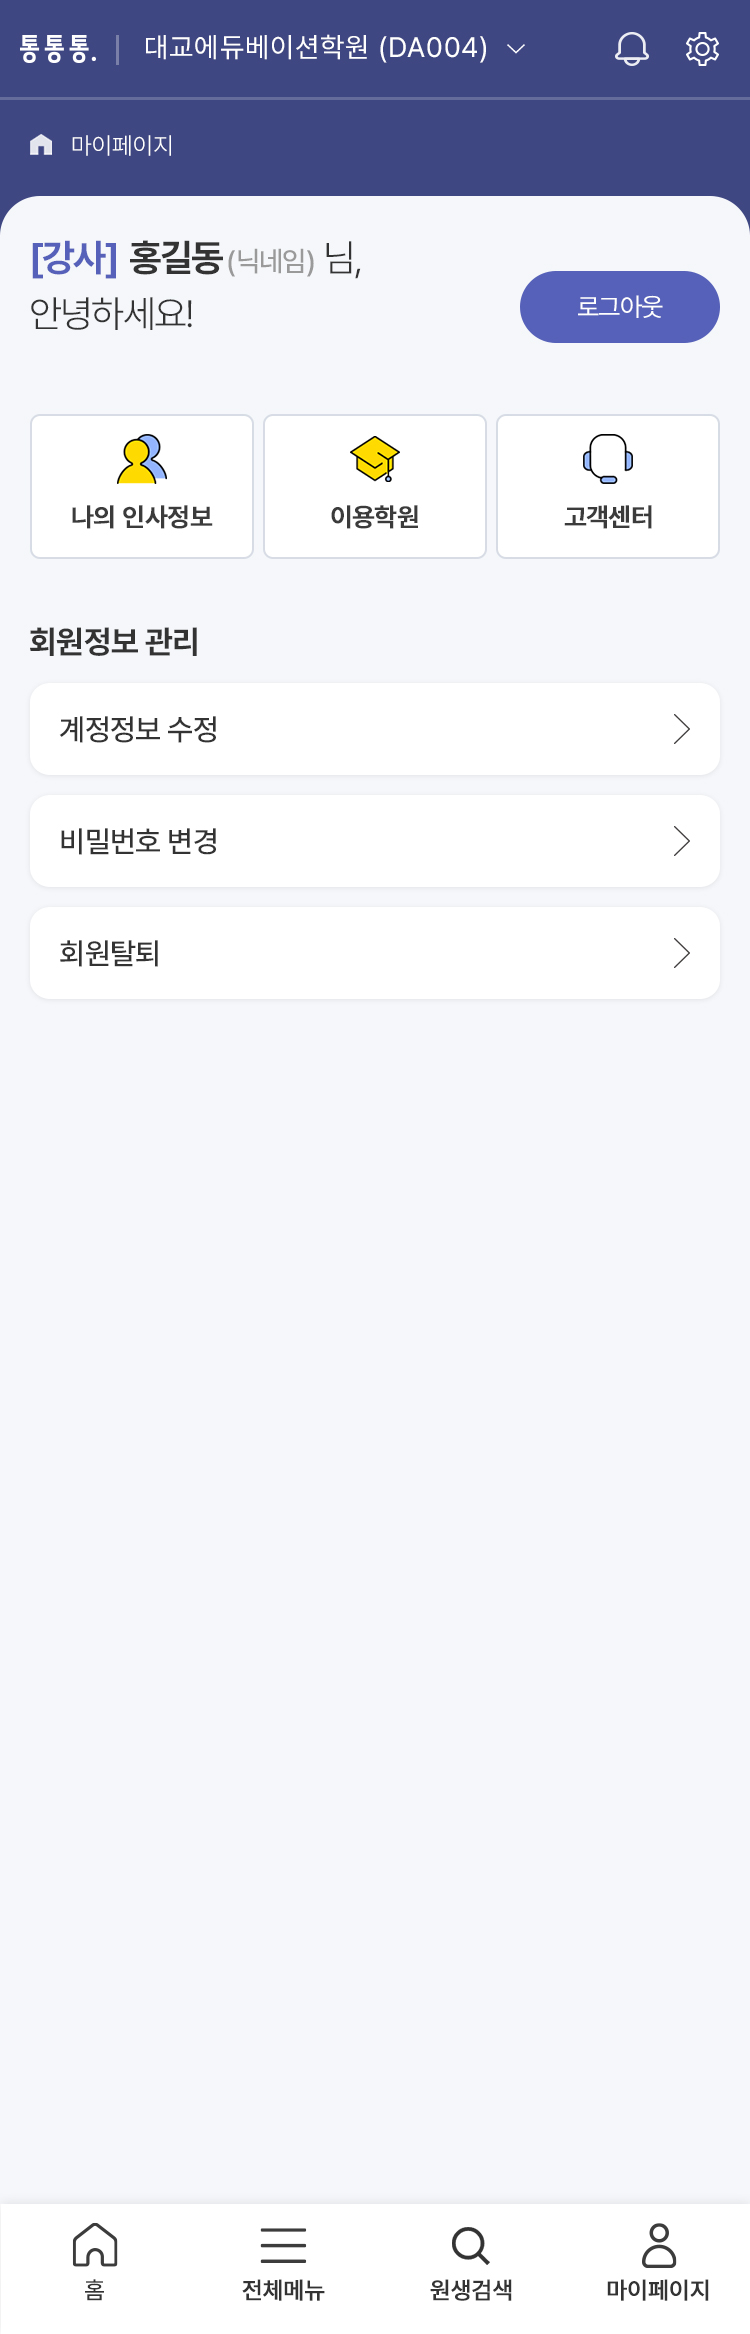 통통통. 대교에듀베이션학원 (DA004)
마이페이지
[강사] 홍길동(닉네임) 님,
안녕하세요!
로그아웃
나의 인사정보 이용학원 고객센터
회원정보 관리
계정정보 수정
비밀번호 변경
회원탈퇴
홈 전체메뉴 원생검색 마이페이지